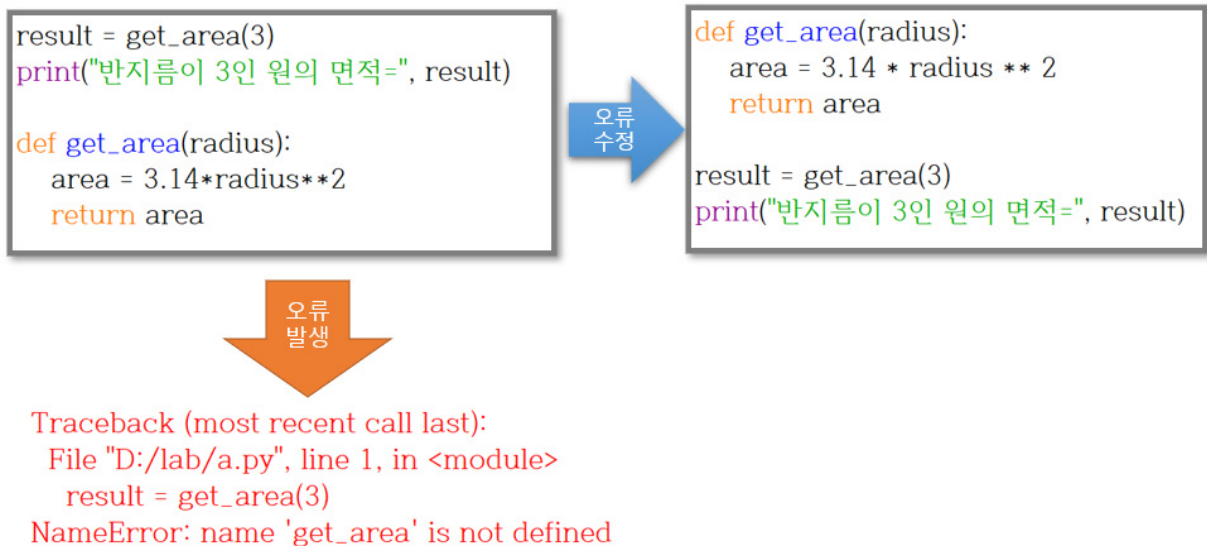 result = get_area(3)
print("반지름이 3인 원의 면적=", result)
def get_area(radius):
area = 3.14*radius**2
return area
오류
수정
def get_area(radius):
area = 3.14 * radius ** 2
return area
result = get_area(3)
print("반지름이 3인 원의 면적=", result)
오류
발생
Traceback (most recent call last):
File "D:/lab/a.py", line 1, in <module>
result = get_area(3)
NameError: name 'get_area' is not defined